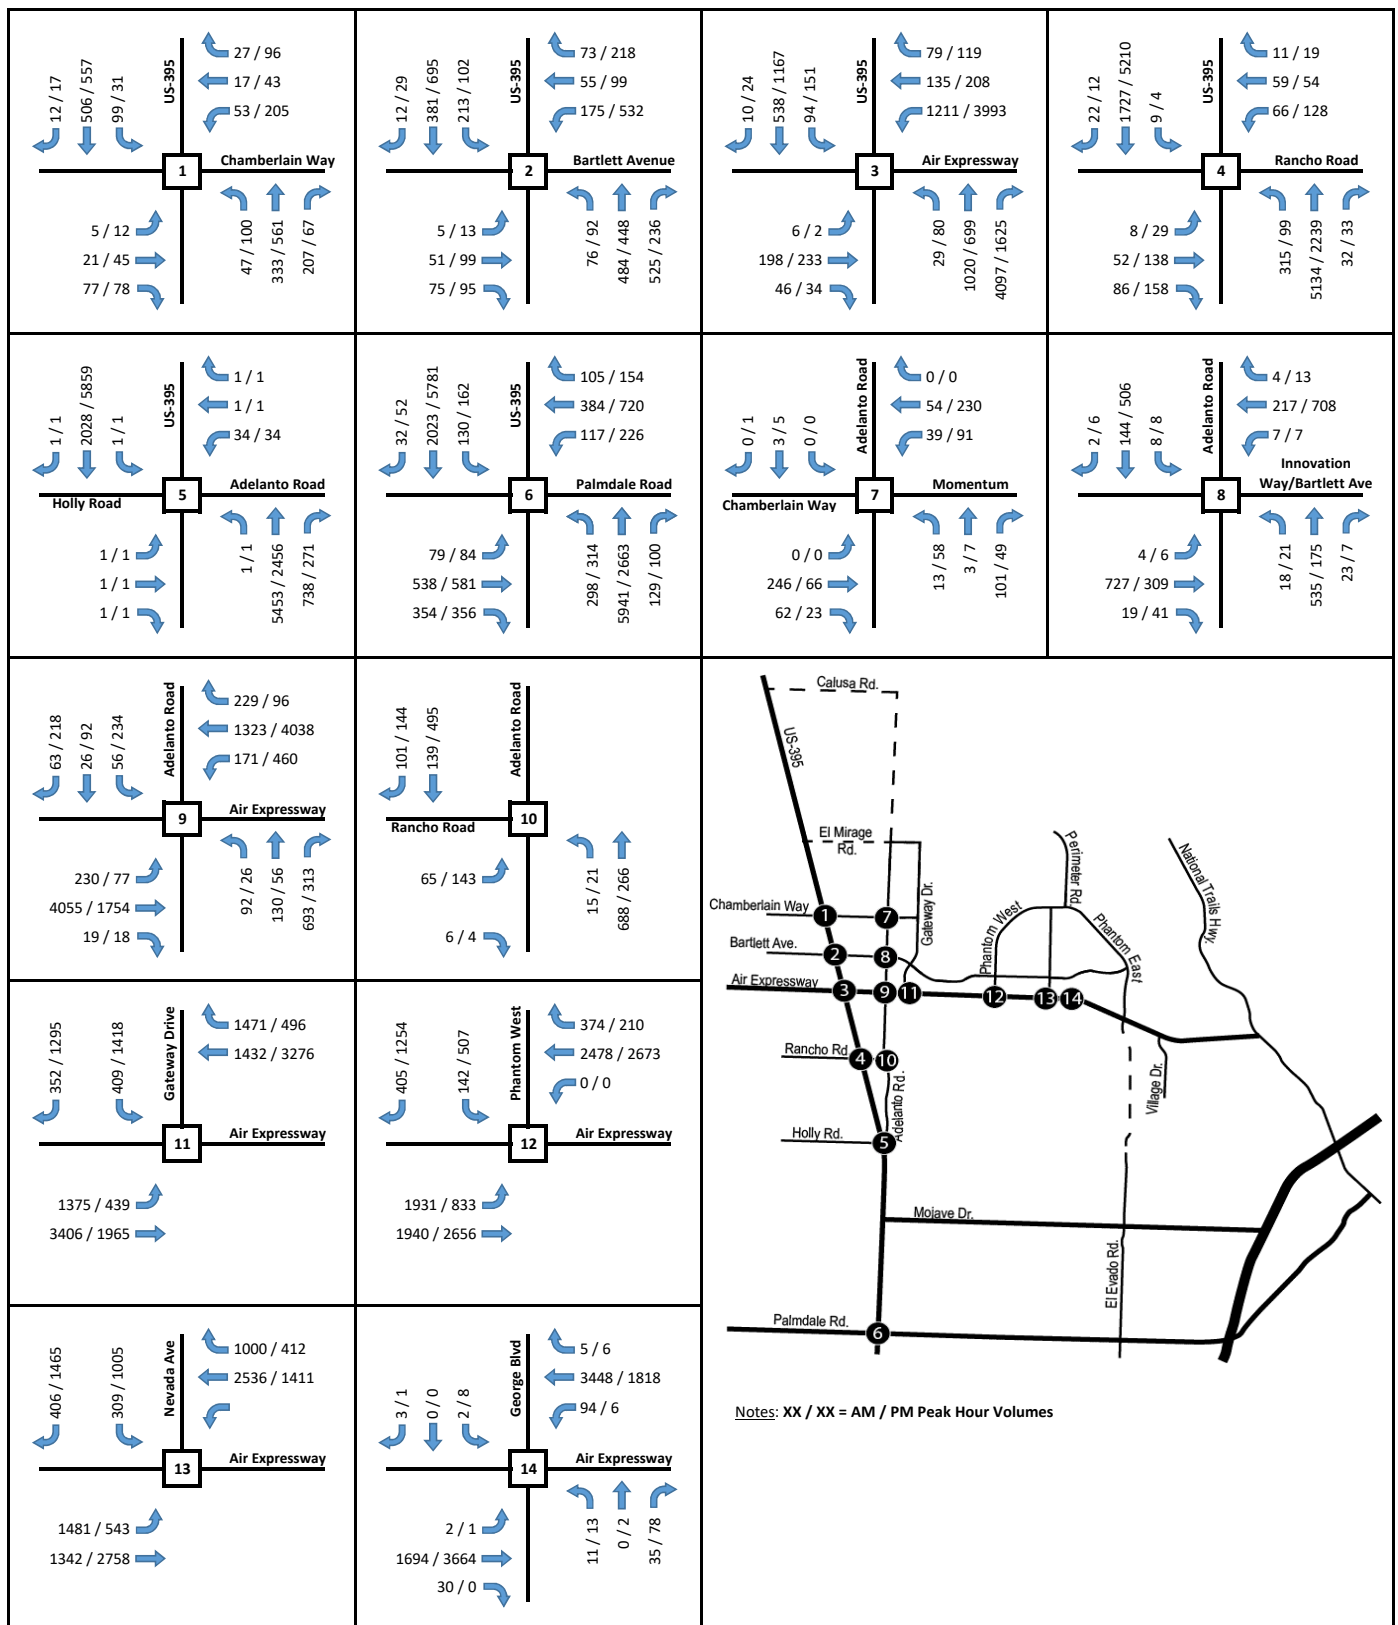 12 / 17
506 / 557
99 / 31
US-395
27 / 96
17 / 43
53 / 205
1
Chamberlain Way
5 / 12
21 / 45
77 / 78
47 / 100
333 / 561
207 / 67
12 / 29
381 / 695
213 / 102
US-395
73 / 218
55 / 99
175 / 532
2
Bartlett Avenue
5 / 13
51 / 99
75 / 95
76 / 92
484 / 448
525 / 236
10 / 24
538 / 1167
94 / 151
US-395
79 / 119
135 / 208
1211 / 3993
3
Air Expressway
6 / 2
198 / 233
46 / 34
29 / 80
1020 / 699
4097 / 1625
22 / 12
1727 / 5210
9 / 4
US-395
11 / 19
59 / 54
66 / 128
4
Rancho Road
8 / 29
52 / 138
86 / 158
315 / 99
5134 / 2239
32 / 33
1 / 1
2028 / 5859
1 / 1
US-395
1 / 1
1 / 1
34 / 34
Holly Road
5
Adelanto Road
1 / 1
1 / 1
1 / 1
1 / 1
5453 / 2456
738 / 271
32 / 52
2023 / 5781
130 / 162
US-395
105 / 154
384 / 720
117 / 226
6
Palmdale Road
79 / 84
538 / 581
354 / 356
298 / 314
5941 / 2663
129 / 100
0 / 1
3 / 5
0 / 0
Adelanto Road
0 / 0
54 / 230
39 / 91
Chamberlain Way
7
Momentum
0 / 0
246 / 66
62 / 23
13 / 58
3 / 7
101 / 49
2 / 6
144 / 506
8 / 8
Adelanto Road
4 / 13
217 / 708
7 / 7
8
Innovation
Way/Bartlett Ave
4 / 6
727 / 309
19 / 41
18 / 21
535 / 175
23 / 7
63 / 218
26 / 92
56 / 234
Adelanto Road
229 / 96
1323 / 4038
171 / 460
9
Air Expressway
230 / 77
4055 / 1754
19 / 18
92 / 26
130 / 56
693 / 313
101 / 144
139 / 495
Adelanto Road
Rancho Road
10
65 / 143
6 / 4
15 / 21
688 / 266
352 / 1295
409 / 1418
Gateway Drive
1471 / 496
1432 / 3276
11
Air Expressway
1375 / 439
3406 / 1965
405 / 1254
142 / 507
Phantom West
374 / 210
2478 / 2673
0 / 0
12
Air Expressway
1931 / 833
1940 / 2656
406 / 1465
309 / 1005
Nevada Ave
1000 / 412
2536 / 1411
13
Air Expressway
1481 / 543
1342 / 2758
3 / 1
0 / 0
2 / 8
George Blvd
5 / 6
3448 / 1818
94 / 6
14
Air Expressway
2 / 1
1694 / 3664
30 / 0
11 / 13
0 / 2
35 / 78
Calusa Rd.
US-395
El Mirage
Rd.
Gateway Dr.
Perimeter Rd.
National Trails Hwy.
Chamberlain Way
1
7
Phantom West
Phantom East
Bartlett Ave.
2
8
Air Expressway
3
9
11
12
13
14
Rancho Rd
4
10
Adelanto Rd.
Village Dr.
Holly Rd.
5
Mojave Dr.
El Evado Rd.
Palmdale Rd.
6
Notes: XX / XX = AM / PM Peak Hour Volumes